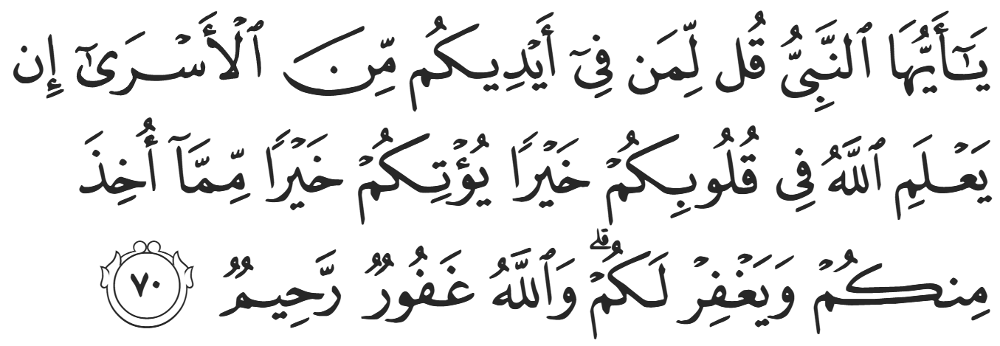 يَـٰٓأَيُّهَا ٱلنَّبِىُّ قُل لِّمَن فِىٓ أَيْدِيكُم مِّنَ ٱلْأَسْرَىٰٓ إِن
يَعْلَمِ ٱللَّهُ فِى قُلُوبِكُمْ خَيْرًا يُؤْتِكُمْ خَيْرًا مِّمَّآ أُخِذَ
مِنكُمْ وَيَغْفِرْ لَكُمْ ۗ وَٱللَّهُ غَفُورٌ رَّحِيمٌ ٧٠